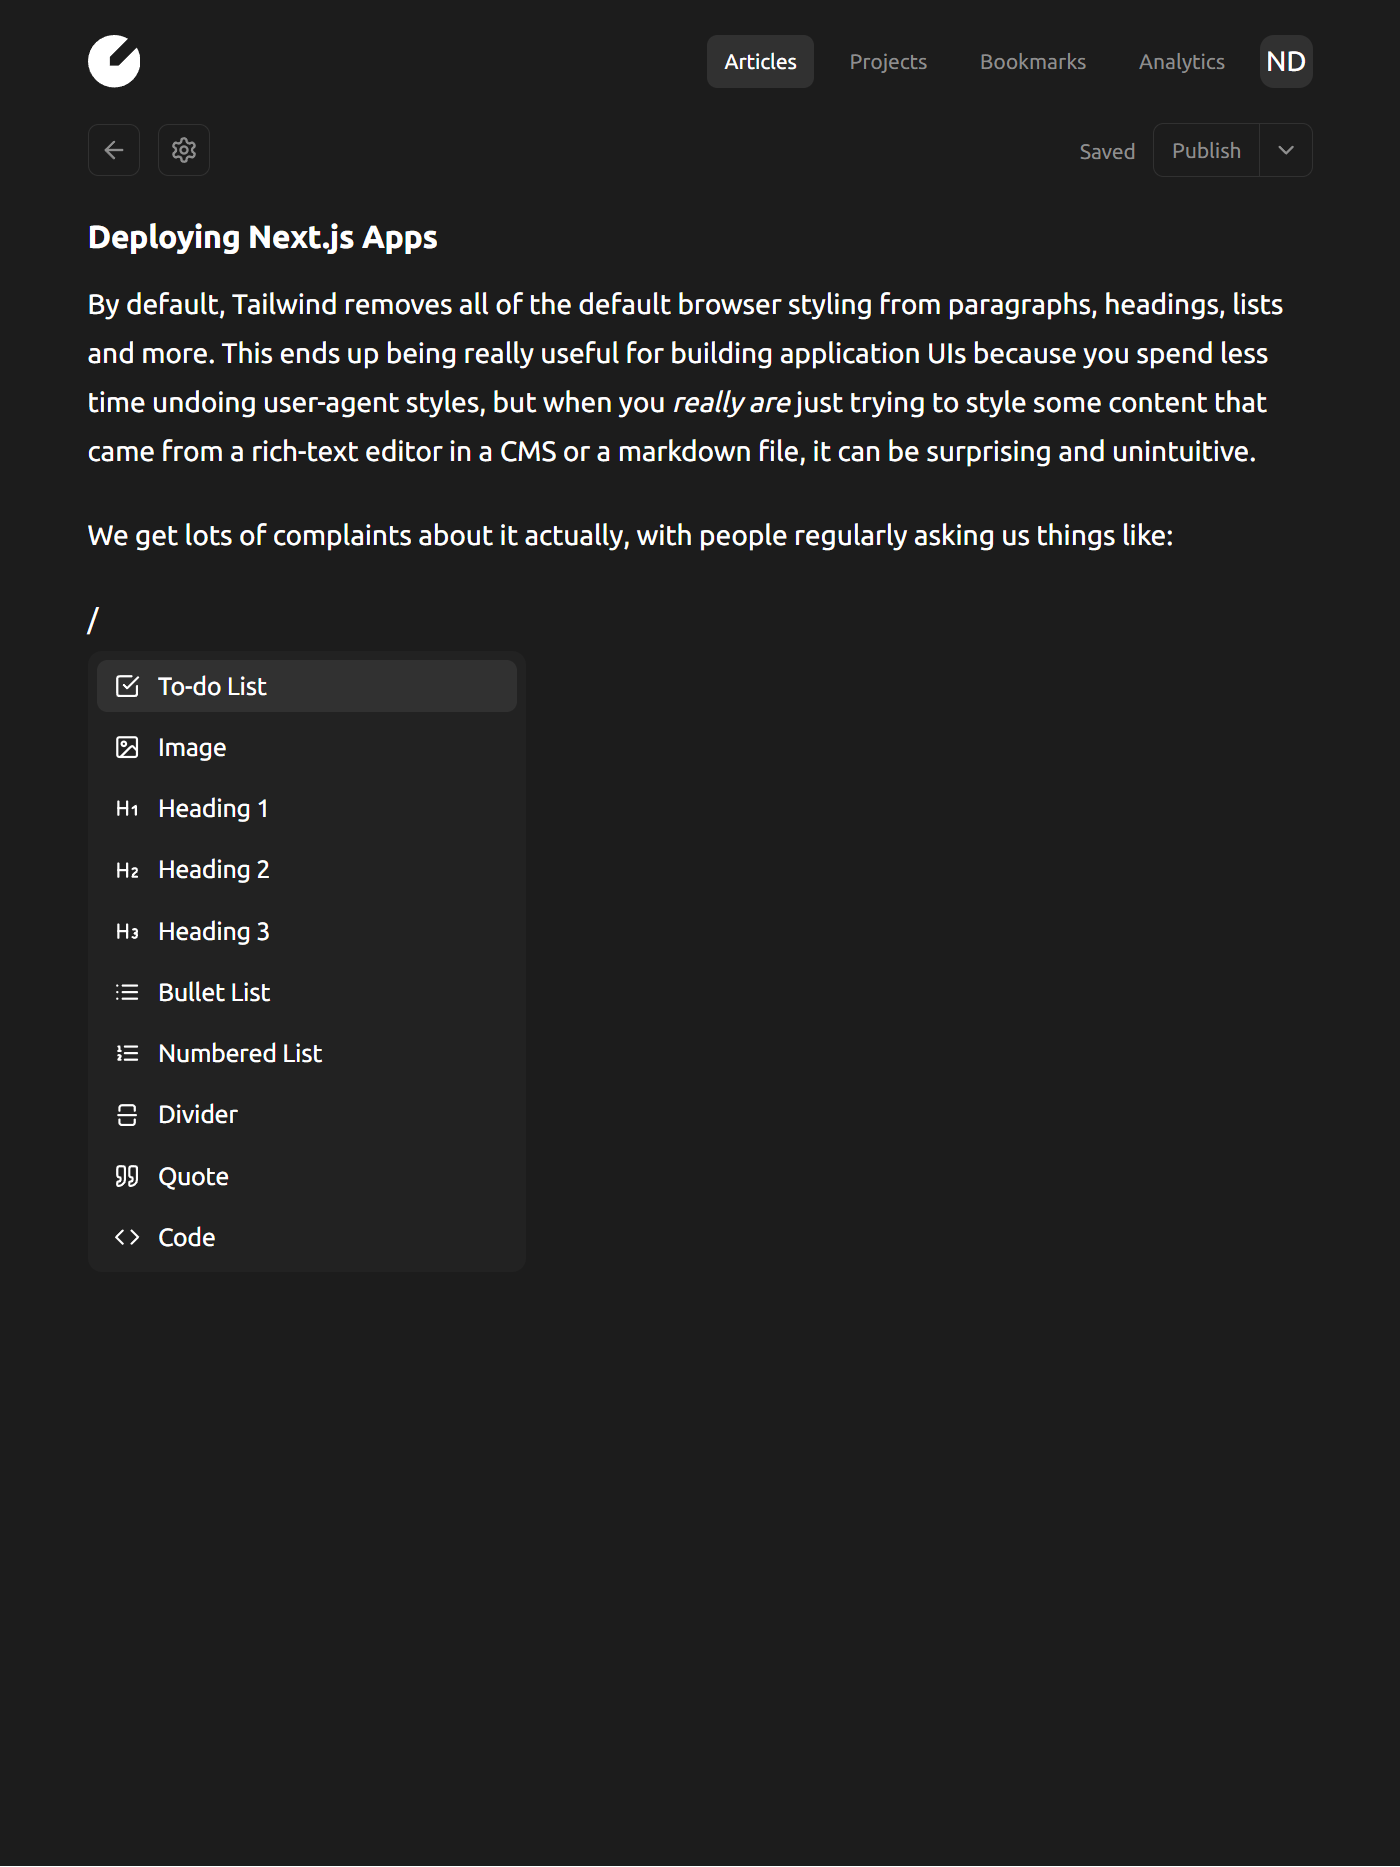 Articles Projects Bookmarks Analytics ND
Saved Publish
Deploying Next.js Apps
By default, Tailwind removes all of the default browser styling from paragraphs, headings, lists
and more. This ends up being really useful for building application UIs because you spend less
time undoing user-agent styles, but when you really are just trying to style some content that
came from a rich-text editor in a CMS or a markdown file, it can be surprising and unintuitive.
We get lots of complaints about it actually, with people regularly asking us things like:
/
To-do List
Image
H1 Heading 1
H2 Heading 2
H3 Heading 3
Bullet List
Numbered List
Divider
Quote
Code